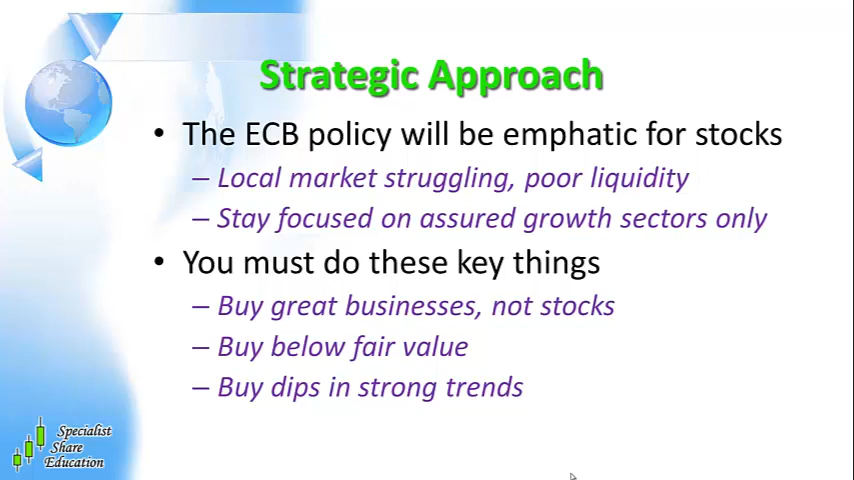 Strategic Approach
• The ECB policy will be emphatic for stocks
– Local market struggling, poor liquidity
– Stay focused on assured growth sectors only
• You must do these key things
– Buy great businesses, not stocks
– Buy below fair value
– Buy dips in strong trends
Specialist
Share
Education